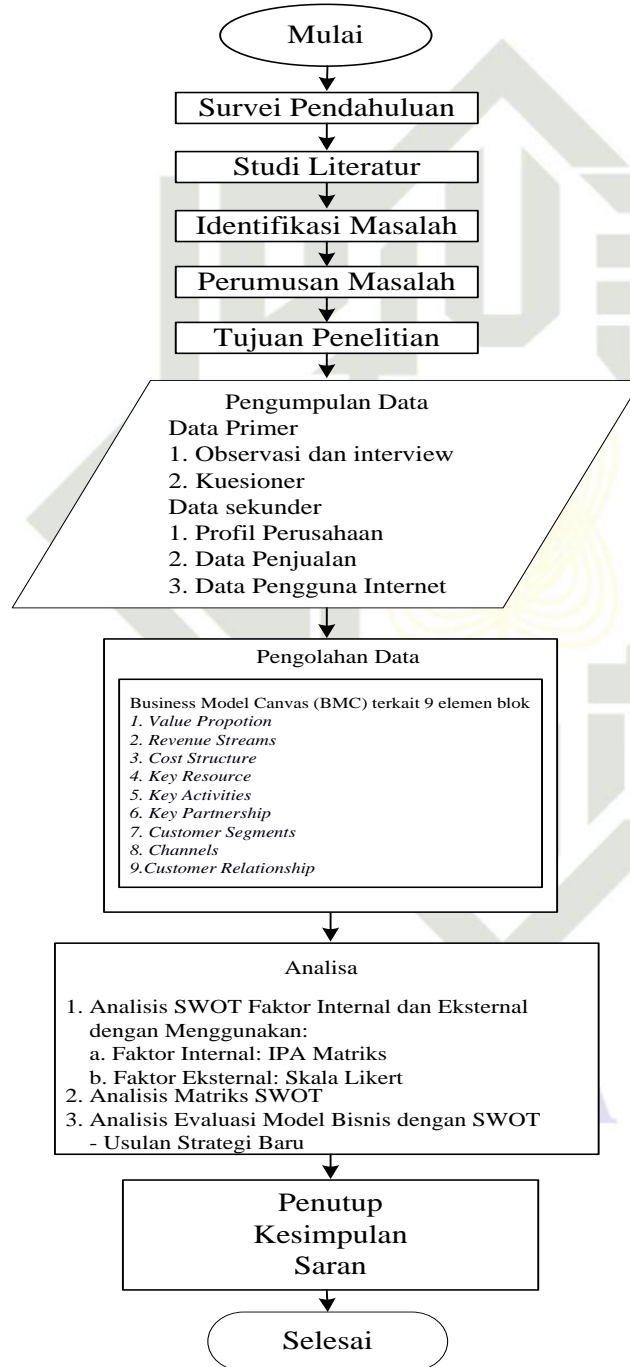 Mulai
Survei Pendahuluan
Studi Literatur
Identifikasi Masalah
Perumusan Masalah
Tujuan Penelitian
Pengumpulan Data
Data Primer
1. Observasi dan interview
2. Kuesioner
Data sekunder
1. Profil Perusahaan
2. Data Penjualan
3. Data Pengguna Internet
Pengolahan Data
Business Model Canvas (BMC) terkait 9 elemen blok
1. Value Propotion
2. Revenue Streams
3. Cost Structure
4. Key Resource
5. Key Activities
6. Key Partnership
7. Customer Segments
8. Channels
9.Customer Relationship
Analisa
1. Analisis SWOT Faktor Internal dan Eksternal
dengan Menggunakan:
a. Faktor Internal: IPA Matriks
b. Faktor Eksternal: Skala Likert
2. Analisis Matriks SWOT
3. Analisis Evaluasi Model Bisnis dengan SWOT
- Usulan Strategi Baru
Penutup
Kesimpulan
Saran
Selesai